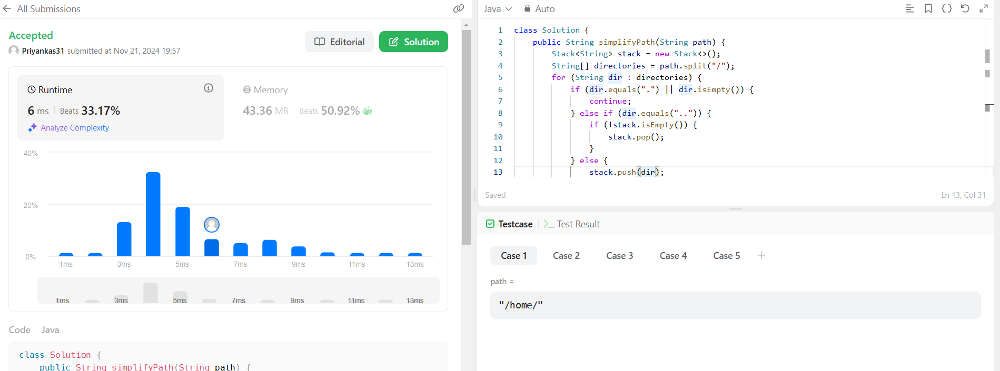 All Submissions
Accepted
Priyankas31 submitted at Nov 21, 2024 19:57
Editorial
Solution
Runtime
6 ms | Beats 33.17%
Analyze Complexity
Memory
43.36 MB | Beats 50.92%
40%
20%
0%
1ms 3ms 5ms 7ms 9ms 11ms 13ms
1ms 3ms 5ms 7ms 9ms 11ms 13ms
Code | Java
class Solution {
public String simplifyPath(String path) {
Java Auto
1 class Solution {
2 public String simplifyPath(String path) {
3 Stack<String> stack = new Stack<>();
4 String[] directories = path.split("/");
5 for (String dir : directories) {
6 if (dir.equals(".") || dir.isEmpty()) {
7 continue;
8 } else if (dir.equals("..")) {
9 if (!stack.isEmpty()) {
10 stack.pop();
11 }
12 } else {
13 stack.push(dir);
Saved
Ln 13, Col 31
Testcase | Test Result
Case 1 Case 2 Case 3 Case 4 Case 5 +
path =
"/home/"